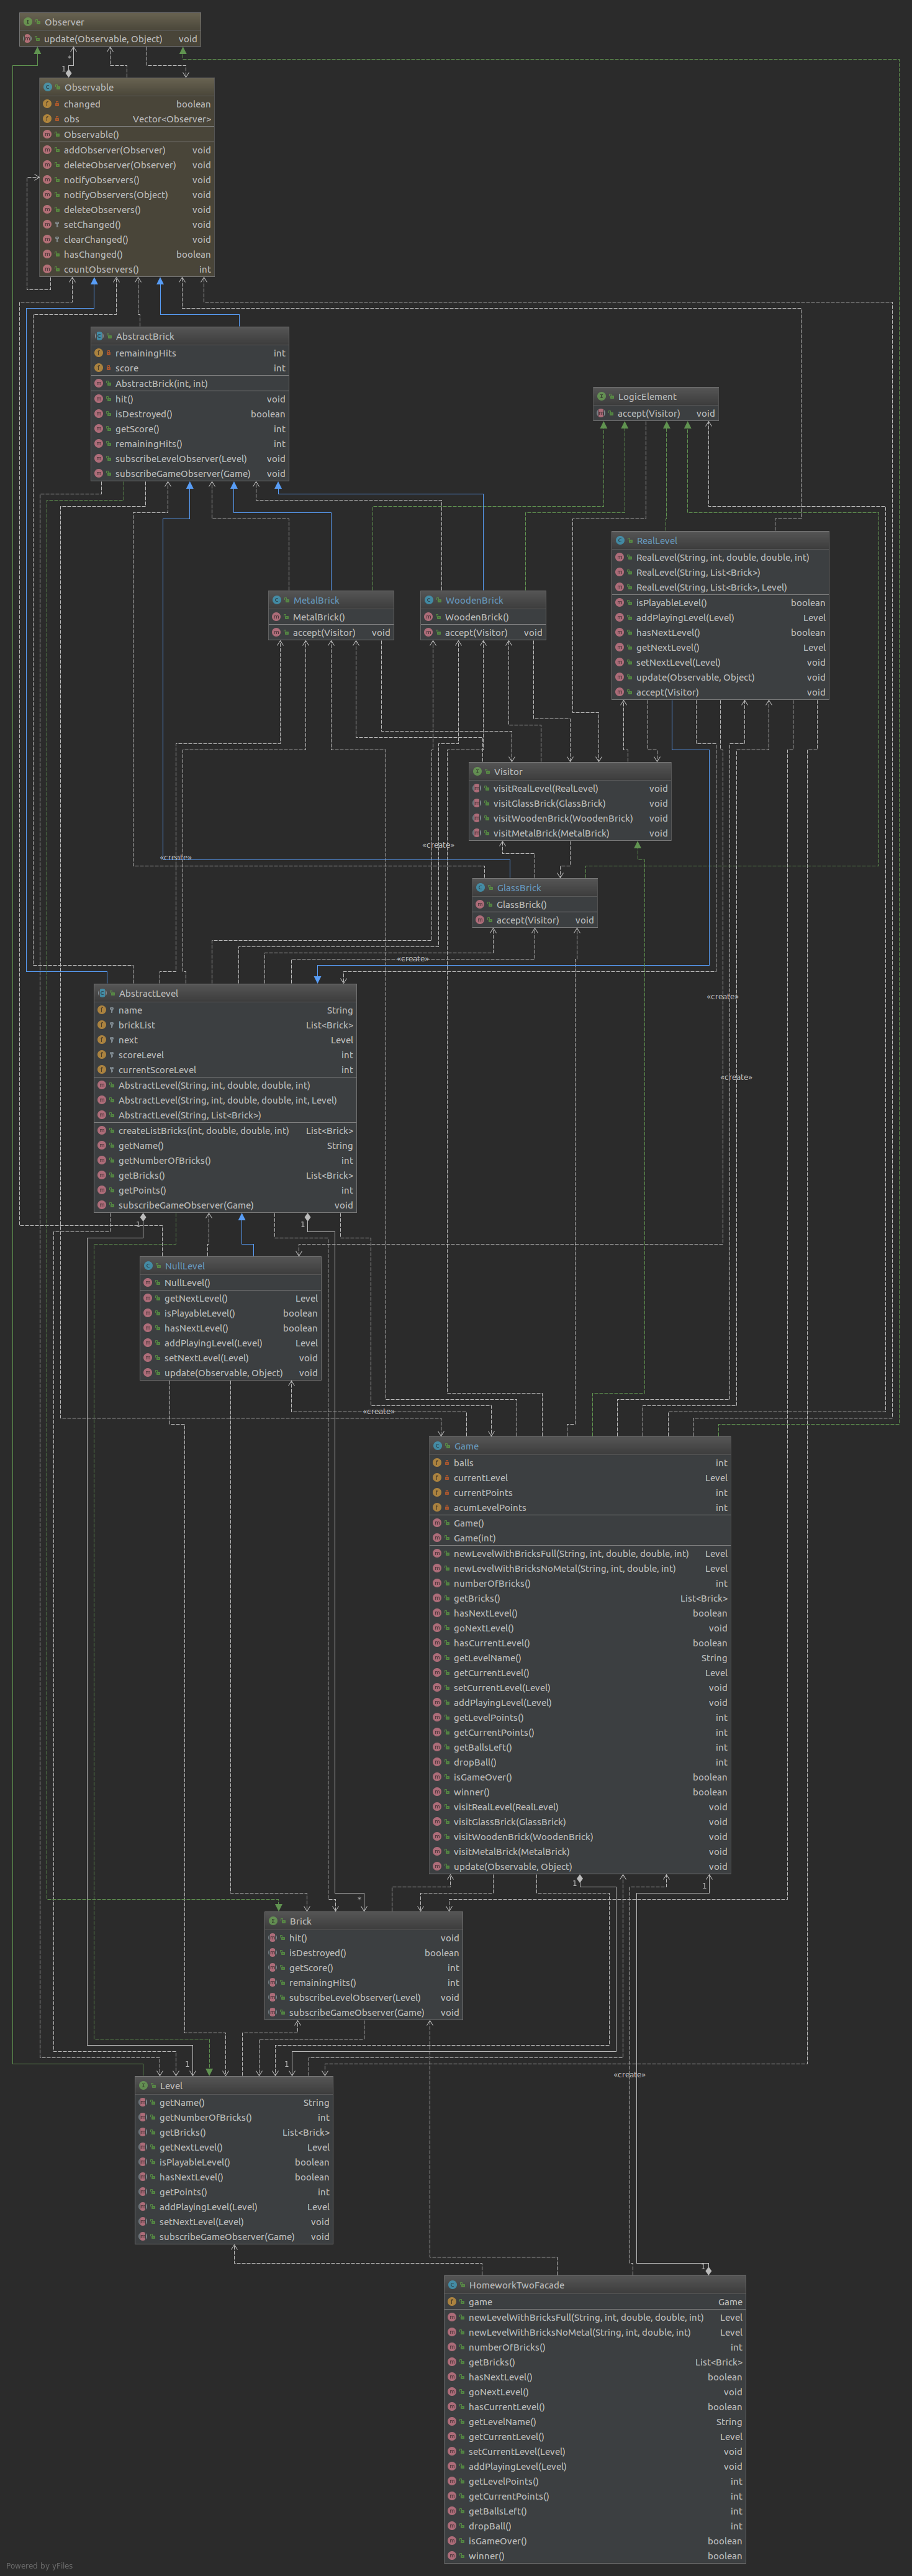 Observer
update(Observable, Object) void
*
1
Observable
changed boolean
obs Vector<Observer>
Observable()
addObserver(Observer) void
deleteObserver(Observer) void
notifyObservers() void
notifyObservers(Object) void
deleteObservers() void
setChanged() void
clearChanged() void
hasChanged() boolean
countObservers() int
AbstractBrick
remainingHits int
score int
AbstractBrick(int, int)
hit() void
isDestroyed() boolean
getScore() int
remainingHits() int
subscribeLevelObserver(Level) void
subscribeGameObserver(Game) void
LogicElement
accept(Visitor) void
RealLevel
RealLevel(String, int, double, double, int)
RealLevel(String, List<Brick>)
RealLevel(String, List<Brick>, Level)
isPlayableLevel() boolean
addPlayingLevel(Level) Level
hasNextLevel() boolean
getNextLevel() Level
setNextLevel(Level) void
update(Observable, Object) void
accept(Visitor) void
MetalBrick
MetalBrick()
accept(Visitor) void
WoodenBrick
WoodenBrick()
accept(Visitor) void
Visitor
visitRealLevel(RealLevel) void
visitGlassBrick(GlassBrick) void
visitWoodenBrick(WoodenBrick) void
visitMetalBrick(MetalBrick) void
«create»
«create»
GlassBrick
GlassBrick()
accept(Visitor) void
«create»
«create»
«create»
AbstractLevel
name String
brickList List<Brick>
next Level
scoreLevel int
currentScoreLevel int
AbstractLevel(String, int, double, double, int)
AbstractLevel(String, int, double, double, int, Level)
AbstractLevel(String, List<Brick>)
createListBricks(int, double, double, int) List<Brick>
getName() String
getNumberOfBricks() int
getBricks() List<Brick>
getPoints() int
subscribeGameObserver(Game) void
1
1
NullLevel
NullLevel()
getNextLevel() Level
isPlayableLevel() boolean
hasNextLevel() boolean
addPlayingLevel(Level) Level
setNextLevel(Level) void
update(Observable, Object) void
«create»
Game
balls int
currentLevel Level
currentPoints int
acumLevelPoints int
Game()
Game(int)
newLevelWithBricksFull(String, int, double, double, int) Level
newLevelWithBricksNoMetal(String, int, double, int) Level
numberOfBricks() int
getBricks() List<Brick>
hasNextLevel() boolean
goNextLevel() void
hasCurrentLevel() boolean
getLevelName() String
getCurrentLevel() Level
setCurrentLevel(Level) void
addPlayingLevel(Level) void
getLevelPoints() int
getCurrentPoints() int
getBallsLeft() int
dropBall() int
isGameOver() boolean
winner() boolean
visitRealLevel(RealLevel) void
visitGlassBrick(GlassBrick) void
visitWoodenBrick(WoodenBrick) void
visitMetalBrick(MetalBrick) void
update(Observable, Object) void
1
1
*
Brick
hit() void
isDestroyed() boolean
getScore() int
remainingHits() int
subscribeLevelObserver(Level) void
subscribeGameObserver(Game) void
1
1
«create»
Level
getName() String
getNumberOfBricks() int
getBricks() List<Brick>
getNextLevel() Level
isPlayableLevel() boolean
hasNextLevel() boolean
getPoints() int
addPlayingLevel(Level) Level
setNextLevel(Level) void
subscribeGameObserver(Game) void
1
HomeworkTwoFacade
game Game
newLevelWithBricksFull(String, int, double, double, int) Level
newLevelWithBricksNoMetal(String, int, double, int) Level
numberOfBricks() int
getBricks() List<Brick>
hasNextLevel() boolean
goNextLevel() void
hasCurrentLevel() boolean
getLevelName() String
getCurrentLevel() Level
setCurrentLevel(Level) void
addPlayingLevel(Level) void
getLevelPoints() int
getCurrentPoints() int
getBallsLeft() int
dropBall() int
isGameOver() boolean
winner() boolean
Powered by yFiles